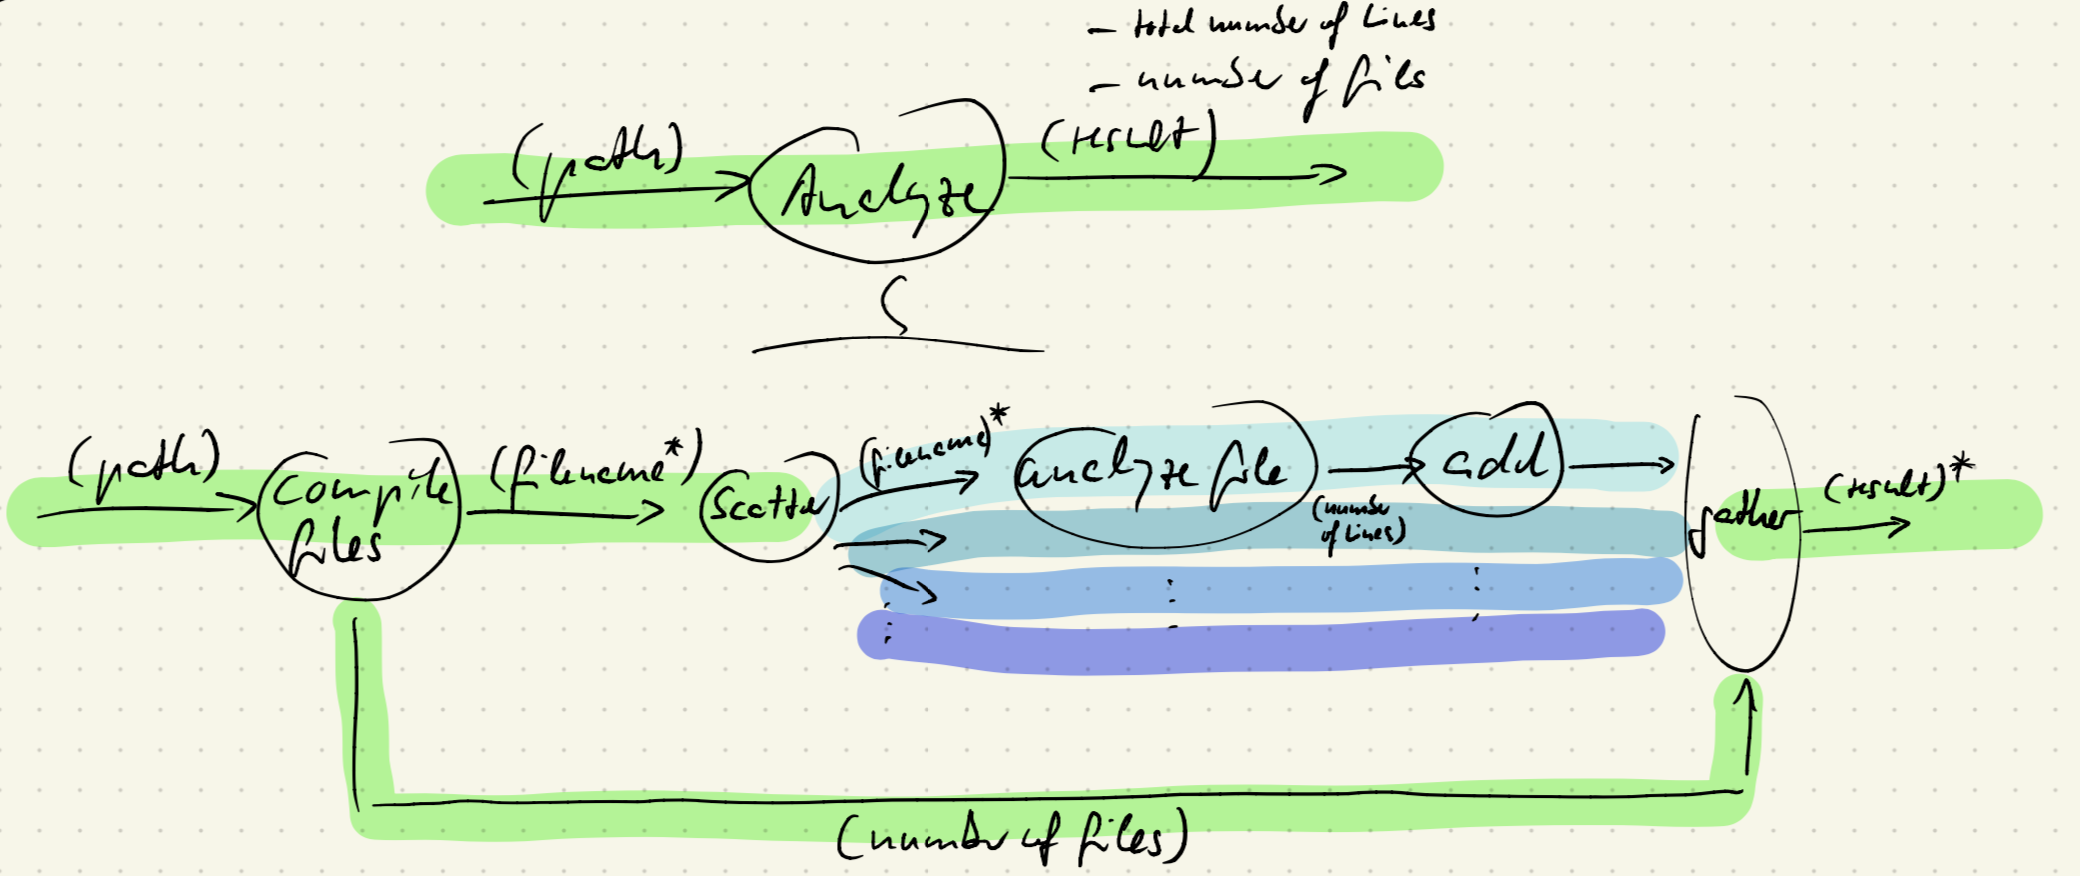 - total number of Lines
- number of files
(path)
Analyze
(result)
(path)
compile
files
(filename*)
scatter
(filename)*
analyze file
(number
of Lines)
add
gather
(result)*
(number of files)